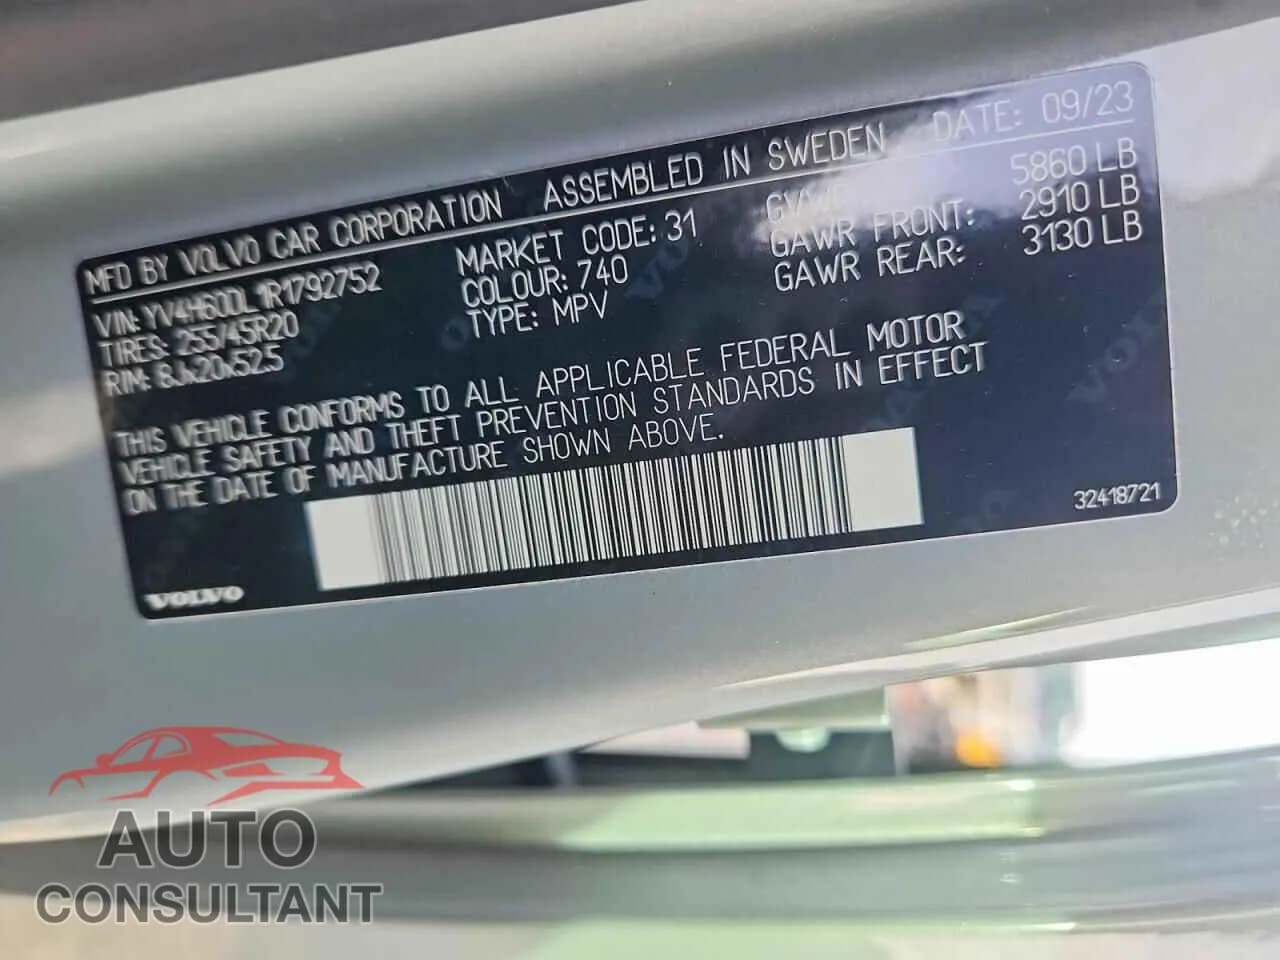 MFD BY VOLVO CAR CORPORATION ASSEMBLED IN SWEDEN DATE: 09/23
VIN: YV4H60DL1R1792752 MARKET CODE: 31 GVWR 5860 LB
TIRES: 255/45R20 COLOUR: 740 GAWR FRONT: 2910 LB
RIM: 8Jx20x52.5 TYPE: MPV GAWR REAR: 3130 LB
THIS VEHICLE CONFORMS TO ALL APPLICABLE FEDERAL MOTOR
VEHICLE SAFETY AND THEFT PREVENTION STANDARDS IN EFFECT
ON THE DATE OF MANUFACTURE SHOWN ABOVE.
32418721
VOLVO
AUTO
CONSULTANT